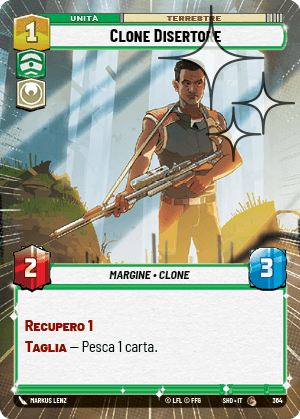 UNITÀ
TERRESTRE
1
CLONE DISERTORE
2
3
MARGINE • CLONE
RECUPERO 1
TAGLIA – Pesca 1 carta.
MARKUS LENZ
© LFL © FFG
SHD • IT
364